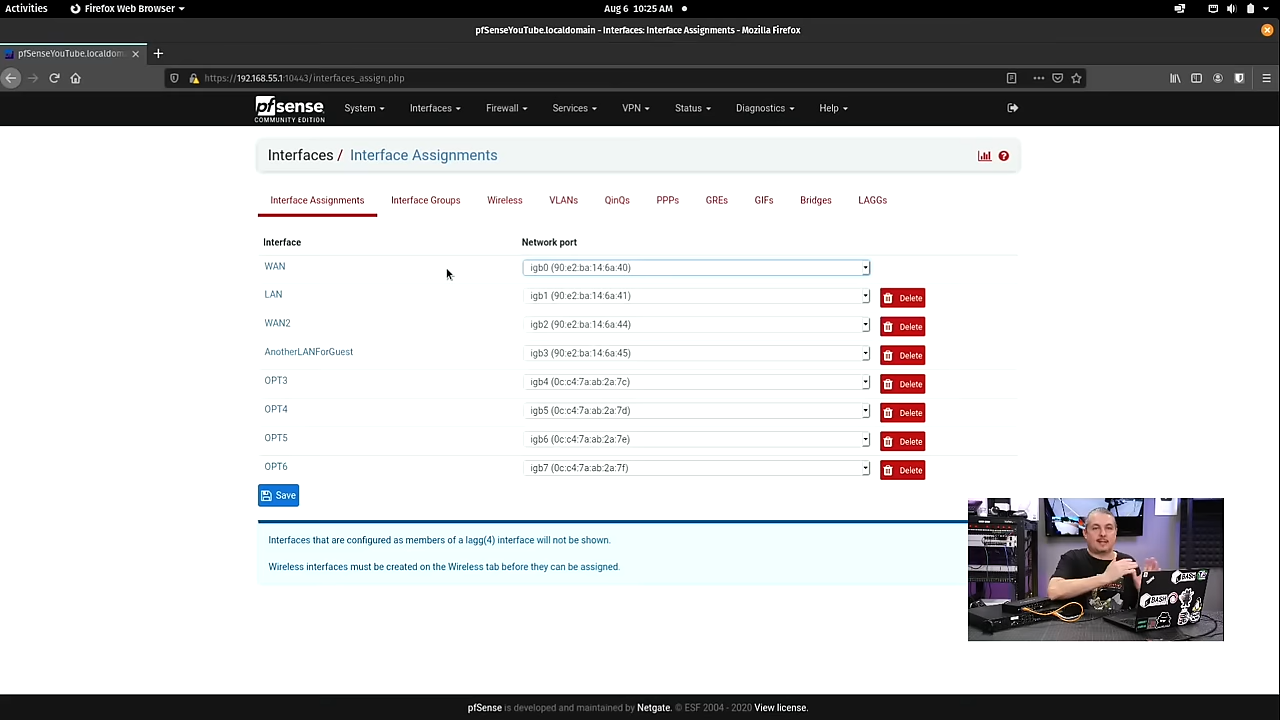 Activities
Firefox Web Browser
Aug 6 10:25 AM
pfSenseYouTube.localdomain - Interfaces: Interface Assignments - Mozilla Firefox
pfSenseYouTube.localdom
https://192.168.55.1:10443/interfaces_assign.php
pfsense
COMMUNITY EDITION
System
Interfaces
Firewall
Services
VPN
Status
Diagnostics
Help
Interfaces / Interface Assignments
Interface Assignments
Interface Groups
Wireless
VLANs
QinQs
PPPs
GREs
GIFs
Bridges
LAGGs
Interface Network port
WAN igb0 (90:e2:ba:14:6a:40)
LAN igb1 (90:e2:ba:14:6a:41) Delete
WAN2 igb2 (90:e2:ba:14:6a:44) Delete
AnotherLANForGuest igb3 (90:e2:ba:14:6a:45) Delete
OPT3 igb4 (0c:c4:7a:ab:2a:7c) Delete
OPT4 igb5 (0c:c4:7a:ab:2a:7d) Delete
OPT5 igb6 (0c:c4:7a:ab:2a:7e) Delete
OPT6 igb7 (0c:c4:7a:ab:2a:7f) Delete
Save
Interfaces that are configured as members of a lagg(4) interface will not be shown.
Wireless interfaces must be created on the Wireless tab before they can be assigned.
BASH
BASH
pfSense is developed and maintained by Netgate. © ESF 2004 - 2020 View license.